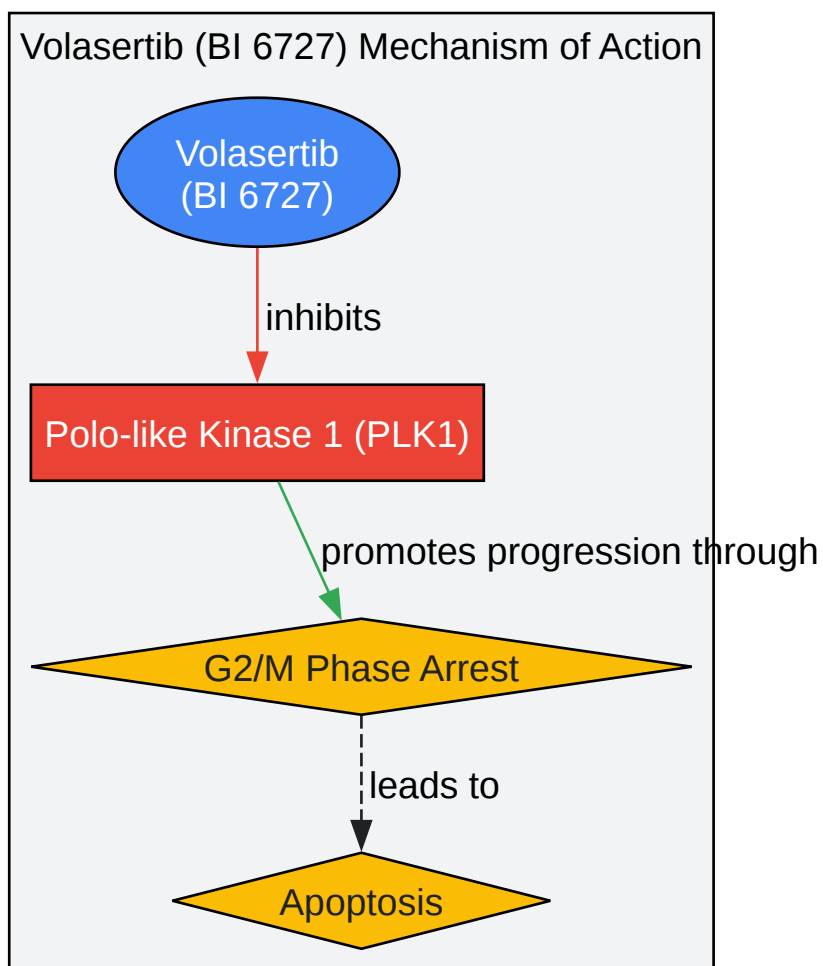 Volasertib (BI 6727) Mechanism of Action
Volasertib
(BI 6727)
inhibits
Polo-like Kinase 1 (PLK1)
promotes progression through
G2/M Phase Arrest
leads to
Apoptosis